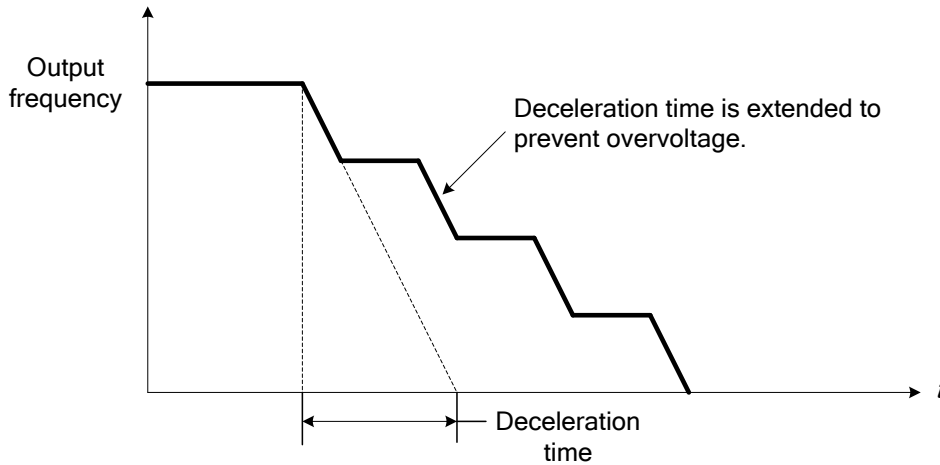 Output
frequency
Deceleration time is extended to
prevent overvoltage.
t
Deceleration
time